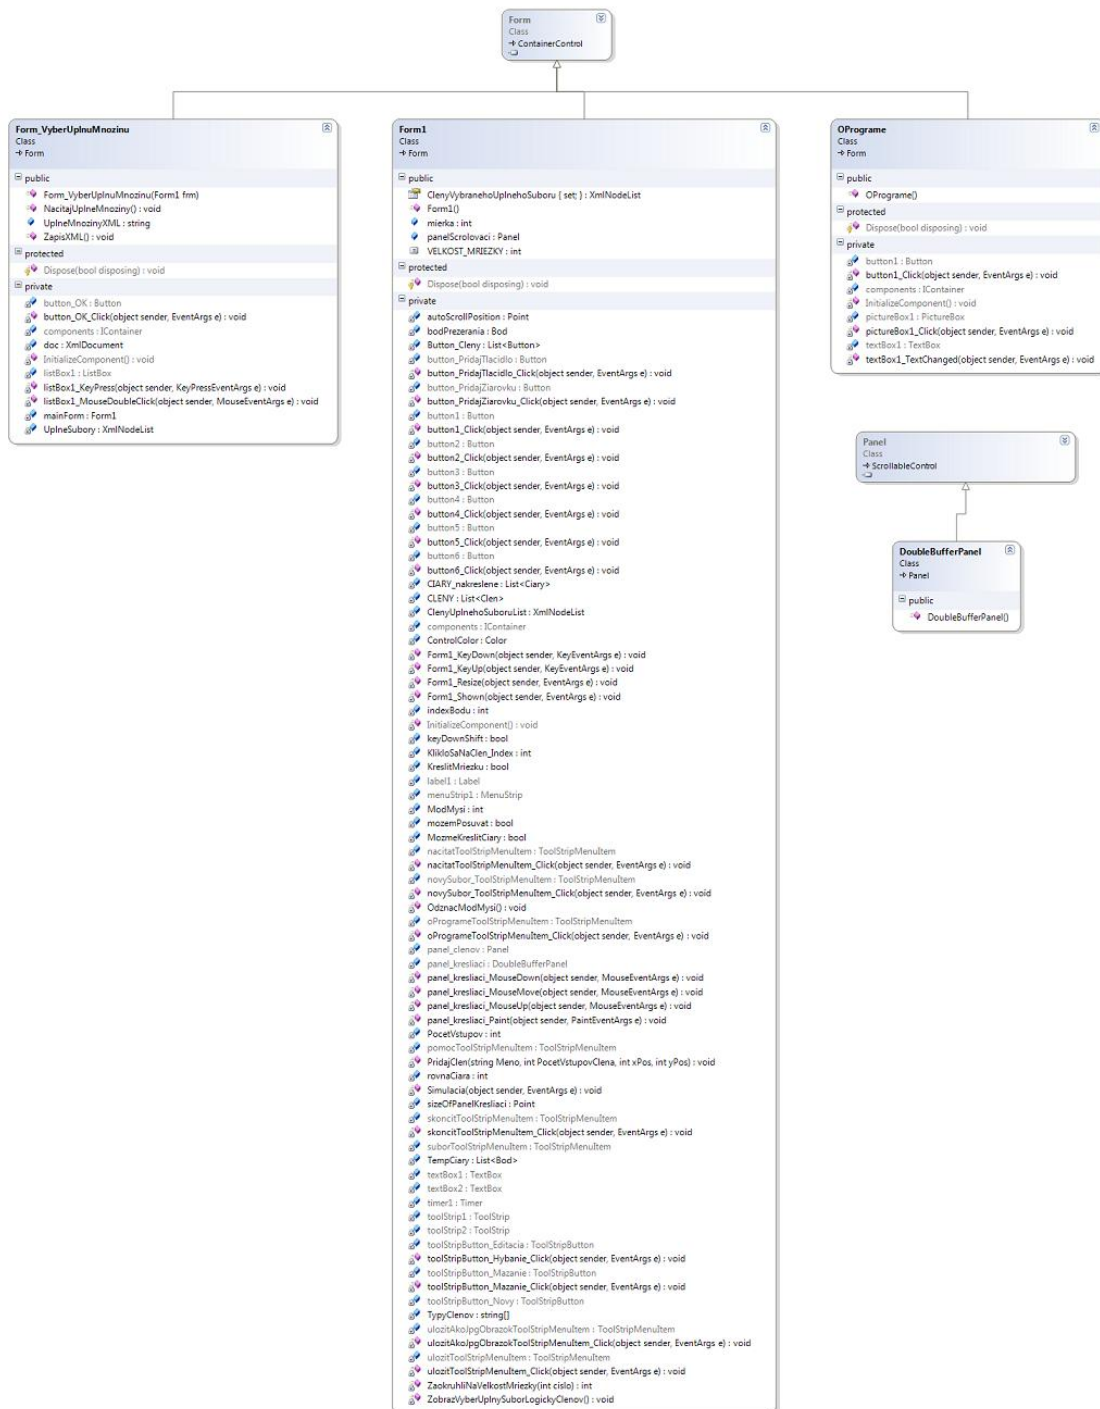 Form
Class
ContainerControl
Form_VyberUplnuMnozinu
Class
Form
public
Form_VyberUplnuMnozinu(Form1 frm)
NacitajUplneMnoziny() : void
UplneMnozinyXML : string
ZapisXML() : void
protected
Dispose(bool disposing) : void
private
button_OK : Button
button_OK_Click(object sender, EventArgs e) : void
components : IContainer
doc : XmlDocument
InitializeComponent() : void
listBox1 : ListBox
listBox1_KeyPress(object sender, KeyPressEventArgs e) : void
listBox1_MouseDoubleClick(object sender, MouseEventArgs e) : void
mainForm : Form1
UplneSubory : XmlNodeList
Form1
Class
Form
public
ClenyVybranehoUplnehoSuboru { set; } : XmlNodeList
Form1()
mierka : int
panelScrolovaci : Panel
VELKOST_MRIEZKY : int
protected
Dispose(bool disposing) : void
private
autoScrollPosition : Point
bodPrezerania : Bod
Button_Cleny : List<Button>
button_PridajTlacidlo : Button
button_PridajTlacidlo_Click(object sender, EventArgs e) : void
button_PridajZiarovku : Button
button_PridajZiarovku_Click(object sender, EventArgs e) : void
button1 : Button
button1_Click(object sender, EventArgs e) : void
button2 : Button
button2_Click(object sender, EventArgs e) : void
button3 : Button
button3_Click(object sender, EventArgs e) : void
button4 : Button
button4_Click(object sender, EventArgs e) : void
button5 : Button
button5_Click(object sender, EventArgs e) : void
button6 : Button
button6_Click(object sender, EventArgs e) : void
CIARY_nakreslene : List<Ciary>
CLENY : List<Clen>
ClenyUplnehoSuboruList : XmlNodeList
components : IContainer
ControlColor : Color
Form1_KeyDown(object sender, KeyEventArgs e) : void
Form1_KeyUp(object sender, KeyEventArgs e) : void
Form1_Resize(object sender, EventArgs e) : void
Form1_Shown(object sender, EventArgs e) : void
indexBodu : int
InitializeComponent() : void
keyDownShift : bool
KlikloSaNaClen_Index : int
KreslitMriezku : bool
label1 : Label
menuStrip1 : MenuStrip
ModMysi : int
mozemPosuvat : bool
MozmeKreslitCiary : bool
nacitatToolStripMenuItem : ToolStripMenuItem
nacitatToolStripMenuItem_Click(object sender, EventArgs e) : void
novySubor_ToolStripMenuItem : ToolStripMenuItem
novySubor_ToolStripMenuItem_Click(object sender, EventArgs e) : void
OdznacModMysi() : void
oProgrameToolStripMenuItem : ToolStripMenuItem
oProgrameToolStripMenuItem_Click(object sender, EventArgs e) : void
panel_clenov : Panel
panel_kresliaci : DoubleBufferPanel
panel_kresliaci_MouseDown(object sender, MouseEventArgs e) : void
panel_kresliaci_MouseMove(object sender, MouseEventArgs e) : void
panel_kresliaci_MouseUp(object sender, MouseEventArgs e) : void
panel_kresliaci_Paint(object sender, PaintEventArgs e) : void
PocetVstupov : int
pomocToolStripMenuItem : ToolStripMenuItem
PridajClen(string Meno, int PocetVstupovClena, int xPos, int yPos) : void
rovnaCiara : int
Simulacia(object sender, EventArgs e) : void
sizeOfPanelKresliaci : Point
skoncitToolStripMenuItem : ToolStripMenuItem
skoncitToolStripMenuItem_Click(object sender, EventArgs e) : void
suborToolStripMenuItem : ToolStripMenuItem
TempCiary : List<Bod>
textBox1 : TextBox
textBox2 : TextBox
timer1 : Timer
toolStrip1 : ToolStrip
toolStrip2 : ToolStrip
toolStripButton_Editacia : ToolStripButton
toolStripButton_Hybanie_Click(object sender, EventArgs e) : void
toolStripButton_Mazanie : ToolStripButton
toolStripButton_Mazanie_Click(object sender, EventArgs e) : void
toolStripButton_Novy : ToolStripButton
TypyClenov : string[]
ulozitAkoJpgObrazokToolStripMenuItem : ToolStripMenuItem
ulozitAkoJpgObrazokToolStripMenuItem_Click(object sender, EventArgs e) : void
ulozitToolStripMenuItem : ToolStripMenuItem
ulozitToolStripMenuItem_Click(object sender, EventArgs e) : void
ZaokruhliNaVelkostMriezky(int cislo) : int
ZobrazVyberUplnySuborLogickyClenov() : void
OPrograme
Class
Form
public
OPrograme()
protected
Dispose(bool disposing) : void
private
button1 : Button
button1_Click(object sender, EventArgs e) : void
components : IContainer
InitializeComponent() : void
pictureBox1 : PictureBox
pictureBox1_Click(object sender, EventArgs e) : void
textBox1 : TextBox
textBox1_TextChanged(object sender, EventArgs e) : void
Panel
Class
ScrollableControl
DoubleBufferPanel
Class
Panel
public
DoubleBufferPanel()